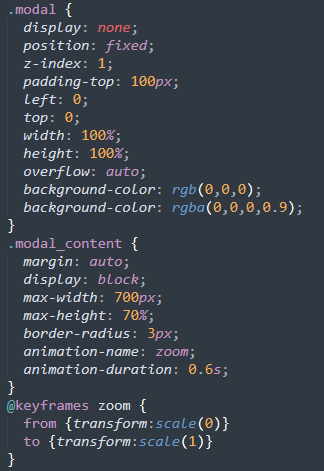 .modal {
  display: none;
  position: fixed;
  z-index: 1;
  padding-top: 100px;
  left: 0;
  top: 0;
  width: 100%;
  height: 100%;
  overflow: auto;
  background-color: rgb(0,0,0);
  background-color: rgba(0,0,0,0.9);
}
.modal_content {
  margin: auto;
  display: block;
  max-width: 700px;
  max-height: 70%;
  border-radius: 3px;
  animation-name: zoom;
  animation-duration: 0.6s;
}
@keyframes zoom {
  from {transform:scale(0)}
  to {transform:scale(1)}
}